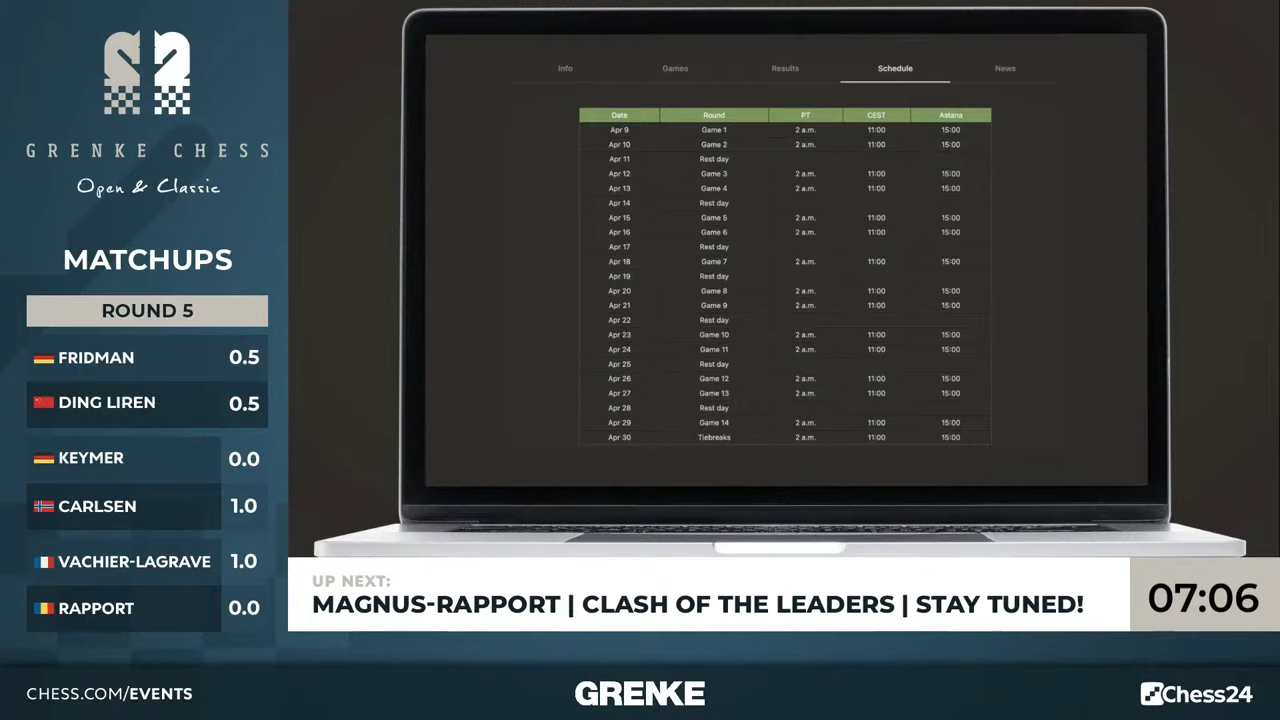 GRENKE CHESS
Open & Classic
MATCHUPS
ROUND 5
FRIDMAN 0.5
DING LIREN 0.5
KEYMER 0.0
CARLSEN 1.0
VACHIER-LAGRAVE 1.0
RAPPORT 0.0
Info Games Results Schedule News
Date Round PT CEST Astana
Apr 9 Game 1 2 a.m. 11:00 15:00
Apr 10 Game 2 2 a.m. 11:00 15:00
Apr 11 Rest day
Apr 12 Game 3 2 a.m. 11:00 15:00
Apr 13 Game 4 2 a.m. 11:00 15:00
Apr 14 Rest day
Apr 15 Game 5 2 a.m. 11:00 15:00
Apr 16 Game 6 2 a.m. 11:00 15:00
Apr 17 Rest day
Apr 18 Game 7 2 a.m. 11:00 15:00
Apr 19 Rest day
Apr 20 Game 8 2 a.m. 11:00 15:00
Apr 21 Game 9 2 a.m. 11:00 15:00
Apr 22 Rest day
Apr 23 Game 10 2 a.m. 11:00 15:00
Apr 24 Game 11 2 a.m. 11:00 15:00
Apr 25 Rest day
Apr 26 Game 12 2 a.m. 11:00 15:00
Apr 27 Game 13 2 a.m. 11:00 15:00
Apr 28 Rest day
Apr 29 Game 14 2 a.m. 11:00 15:00
Apr 30 Tiebreaks 2 a.m. 11:00 15:00
UP NEXT:
MAGNUS-RAPPORT | CLASH OF THE LEADERS | STAY TUNED!
07:06
CHESS.COM/EVENTS
GRENKE
Chess24